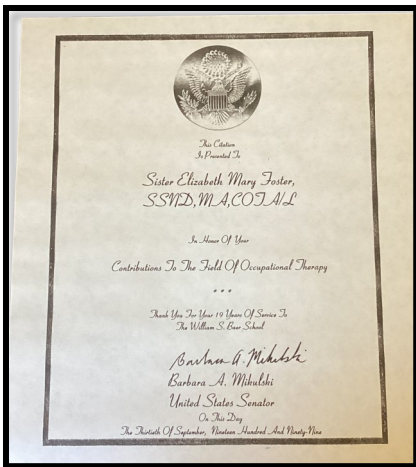 This Citation
Is Presented To
Sister Elizabeth Mary Foster,
SSND,MA,COTA/L
In Honor Of Your
Contributions To The Field Of Occupational Therapy
* * *
Thank You For Your 19 Years Of Service To
The William S. Baer School
Barbara A. Mikulski
Barbara A. Mikulski
United States Senator
On This Day
The Thirtieth Of September, Nineteen Hundred And Ninety-Nine